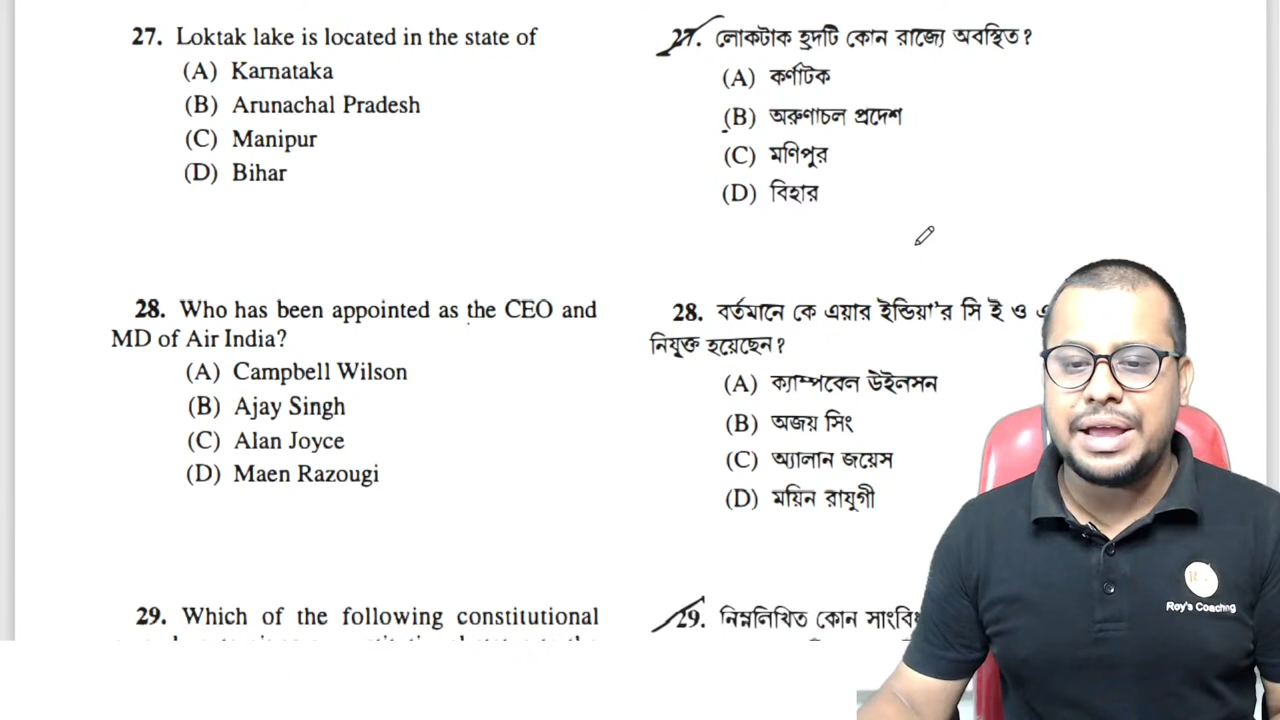 27. Loktak lake is located in the state of
(A) Karnataka
(B) Arunachal Pradesh
(C) Manipur
(D) Bihar
28. Who has been appointed as the CEO and
MD of Air India?
(A) Campbell Wilson
(B) Ajay Singh
(C) Alan Joyce
(D) Maen Razougi
29. Which of the following constitutional
27. লোকটাক হ্রদটি কোন রাজ্যে অবস্থিত?
(A) কর্ণাটক
(B) অরুণাচল প্রদেশ
(C) মণিপুর
(D) বিহার
28. বর্তমানে কে এয়ার ইন্ডিয়া'র সি ই ও
নিযুক্ত হয়েছেন?
(A) ক্যাম্পবেল উইলসন
(B) অজয় সিং
(C) অ্যালান জয়েস
(D) ময়িন রাযুগী
29. নিম্নলিখিত কোন
Roy's Coaching